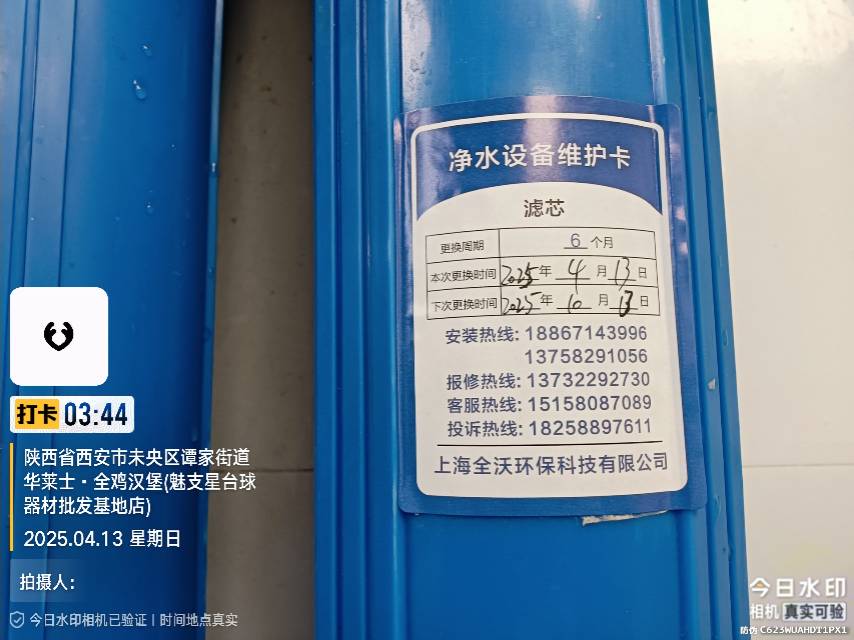 净水设备维护卡
滤芯
更换周期 6 个月
本次更换时间 2025 年 4 月 13 日
下次更换时间 2025 年 10 月 13 日
安装热线: 18867143996
13758291056
报修热线: 13732292730
客服热线: 15158087089
投诉热线: 18258897611
上海全沃环保科技有限公司
打卡 03:44
陕西省西安市未央区谭家街道
华莱士·全鸡汉堡(魅支星台球
器材批发基地店)
2025.04.13 星期日
拍摄人:
今日水印相机已验证 | 时间地点真实
今日水印
相机 真实可验
防伪 C623WUAHDT1PX1